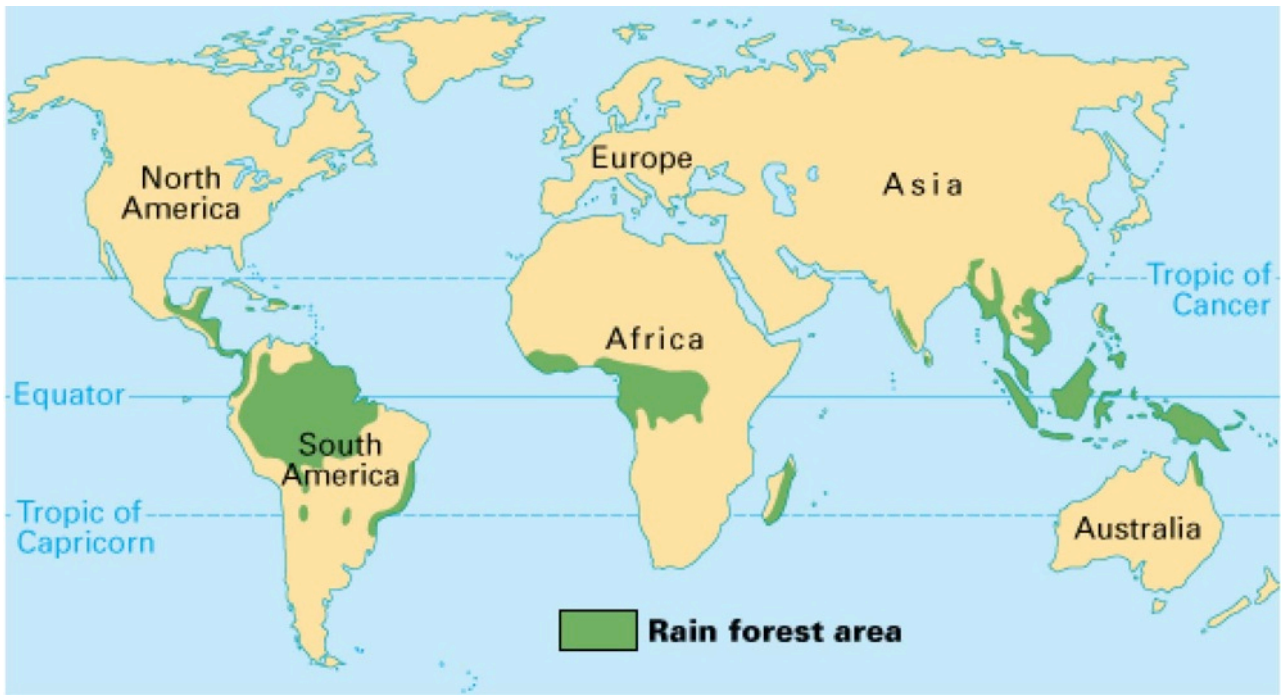 North
America
Europe
Asia
Tropic of
Cancer
Africa
Equator
South
America
Tropic of
Capricorn
Australia
Rain forest area